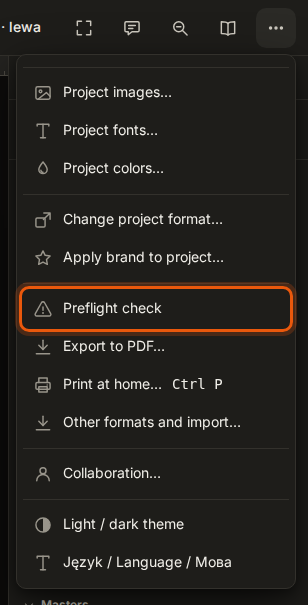 · lewa
Project images...
Project fonts...
Project colors...
Change project format...
Apply brand to project...
Preflight check
Export to PDF...
Print at home... Ctrl P
Other formats and import...
Collaboration...
Light / dark theme
Język / Language / Мова
Masters